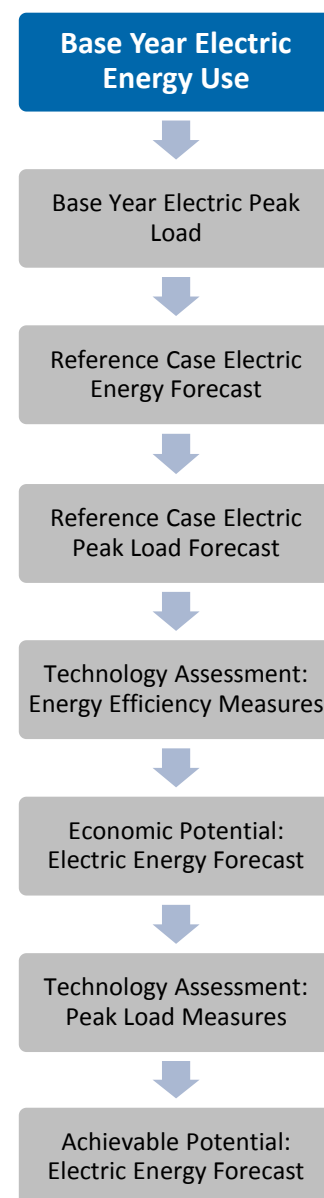 Base Year Electric
Energy Use
Base Year Electric Peak
Load
Reference Case Electric
Energy Forecast
Reference Case Electric
Peak Load Forecast
Technology Assessment:
Energy Efficiency Measures
Economic Potential:
Electric Energy Forecast
Technology Assessment:
Peak Load Measures
Achievable Potential:
Electric Energy Forecast